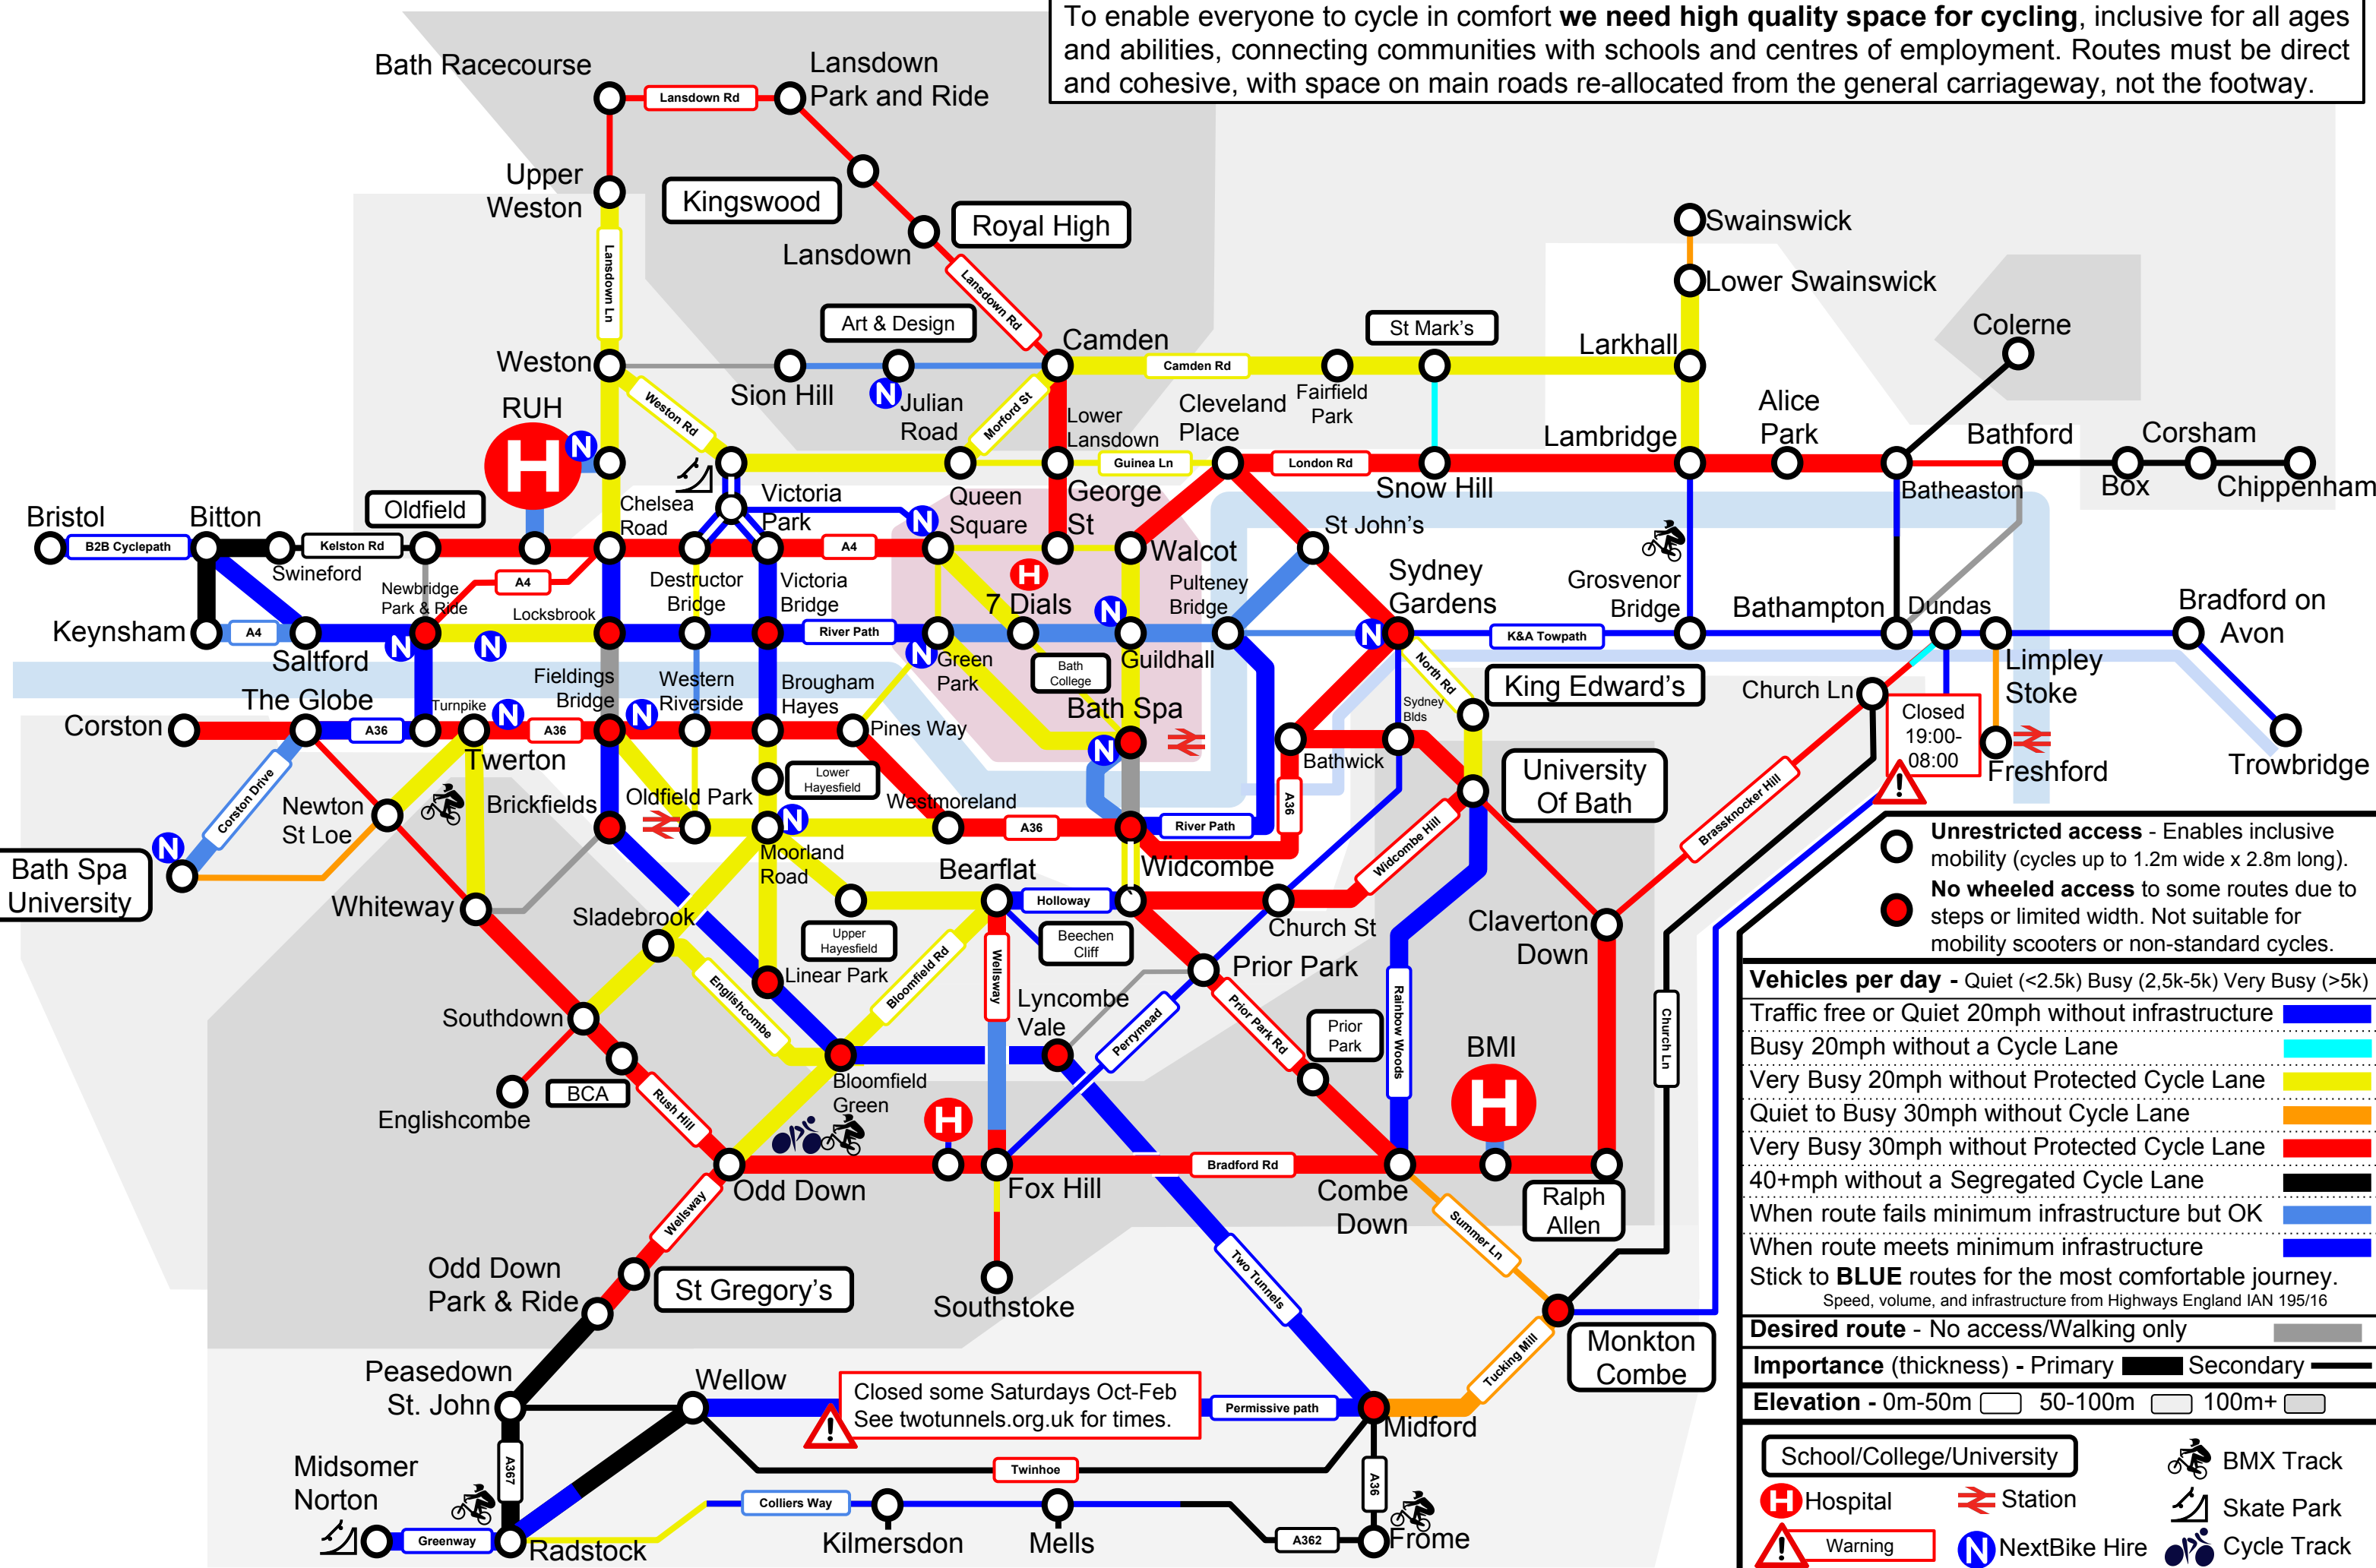 To enable everyone to cycle in comfort we need high quality space for cycling, inclusive for all ages
and abilities, connecting communities with schools and centres of employment. Routes must be direct
and cohesive, with space on main roads re-allocated from the general carriageway, not the footway.
Bath Racecourse
Lansdown Rd
Lansdown
Park and Ride
Upper
Weston
Kingswood
Royal High
Lansdown
Lansdown Rd
Lansdown Ln
Swainswick
Lower Swainswick
Art & Design
St Mark's
Colerne
Weston
Sion Hill
N
Julian
Road
Camden
Camden Rd
Fairfield
Park
Larkhall
RUH
H
N
Weston Rd
Morford St
Lower
Lansdown
Cleveland
Place
Guinea Ln
London Rd
Snow Hill
Lambridge
Alice
Park
Batheaston
Bathford
Box
Corsham
Chippenham
Bristol
B2B Cyclepath
Bitton
Swineford
Oldfield
Kelston Rd
Chelsea
Road
Victoria
Park
Queen
Square
George
St
N
A4
Walcot
St John's
Newbridge
Park & Ride
A4
Locksbrook
Destructor
Bridge
Victoria
Bridge
H
7 Dials
N
Pulteney
Bridge
Sydney
Gardens
Grosvenor
Bridge
Bathampton
Dundas
Bradford on
Avon
Keynsham
A4
Saltford
N
N
River Path
N
Green
Park
Bath
College
Guildhall
N
K&A Towpath
Limpley
Stoke
Corston
The Globe
A36
Turnpike
N
A36
Twerton
Fieldings
Bridge
N
Western
Riverside
Brougham
Hayes
Pines Way
Bath Spa
N
North Rd
Sydney
Blds
King Edward's
Church Ln
Closed
19:00-
08:00
!
Freshford
Trowbridge
Bathwick
University
Of Bath
Corston Drive
N
Newton
St Loe
Brickfields
Oldfield Park
Lower
Hayesfield
N
Moorland
Road
Westmoreland
A36
River Path
A36
Widcombe
Widcombe Hill
Brassknocker Hill
Bath Spa
University
Whiteway
Sladebrook
Bearflat
Holloway
Church St
Upper
Hayesfield
Beechen
Cliff
Claverton
Down
Linear Park
Englishcombe
Bloomfield Rd
Wellsway
Lyncombe
Vale
Prior Park
Perrymead
Prior Park Rd
Prior
Park
Rainbow Woods
BMI
H
Church Ln
Southdown
Englishcombe
BCA
Rush Hill
Bloomfield
Green
H
Odd Down
Fox Hill
Bradford Rd
Combe
Down
Ralph
Allen
Wellsway
Odd Down
Park & Ride
St Gregory's
Southstoke
Two Tunnels
Summer Ln
Monkton
Combe
Tucking Mill
Peasedown
St. John
Wellow
Closed some Saturdays Oct-Feb
See twotunnels.org.uk for times.
!
Permissive path
Midford
A367
Twinhoe
A36
Midsomer
Norton
Greenway
Radstock
Colliers Way
Kilmersdon
Mells
A362
Frome
Unrestricted access - Enables inclusive
mobility (cycles up to 1.2m wide x 2.8m long).
No wheeled access to some routes due to
steps or limited width. Not suitable for
mobility scooters or non-standard cycles.
Vehicles per day - Quiet (<2.5k) Busy (2,5k-5k) Very Busy (>5k)
Traffic free or Quiet 20mph without infrastructure
Busy 20mph without a Cycle Lane
Very Busy 20mph without Protected Cycle Lane
Quiet to Busy 30mph without Cycle Lane
Very Busy 30mph without Protected Cycle Lane
40+mph without a Segregated Cycle Lane
When route fails minimum infrastructure but OK
When route meets minimum infrastructure
Stick to BLUE routes for the most comfortable journey.
Speed, volume, and infrastructure from Highways England IAN 195/16
Desired route - No access/Walking only
Importance (thickness) - Primary Secondary
Elevation - 0m-50m 50-100m 100m+
School/College/University
BMX Track
H Hospital
Station
Skate Park
! Warning
N NextBike Hire
Cycle Track